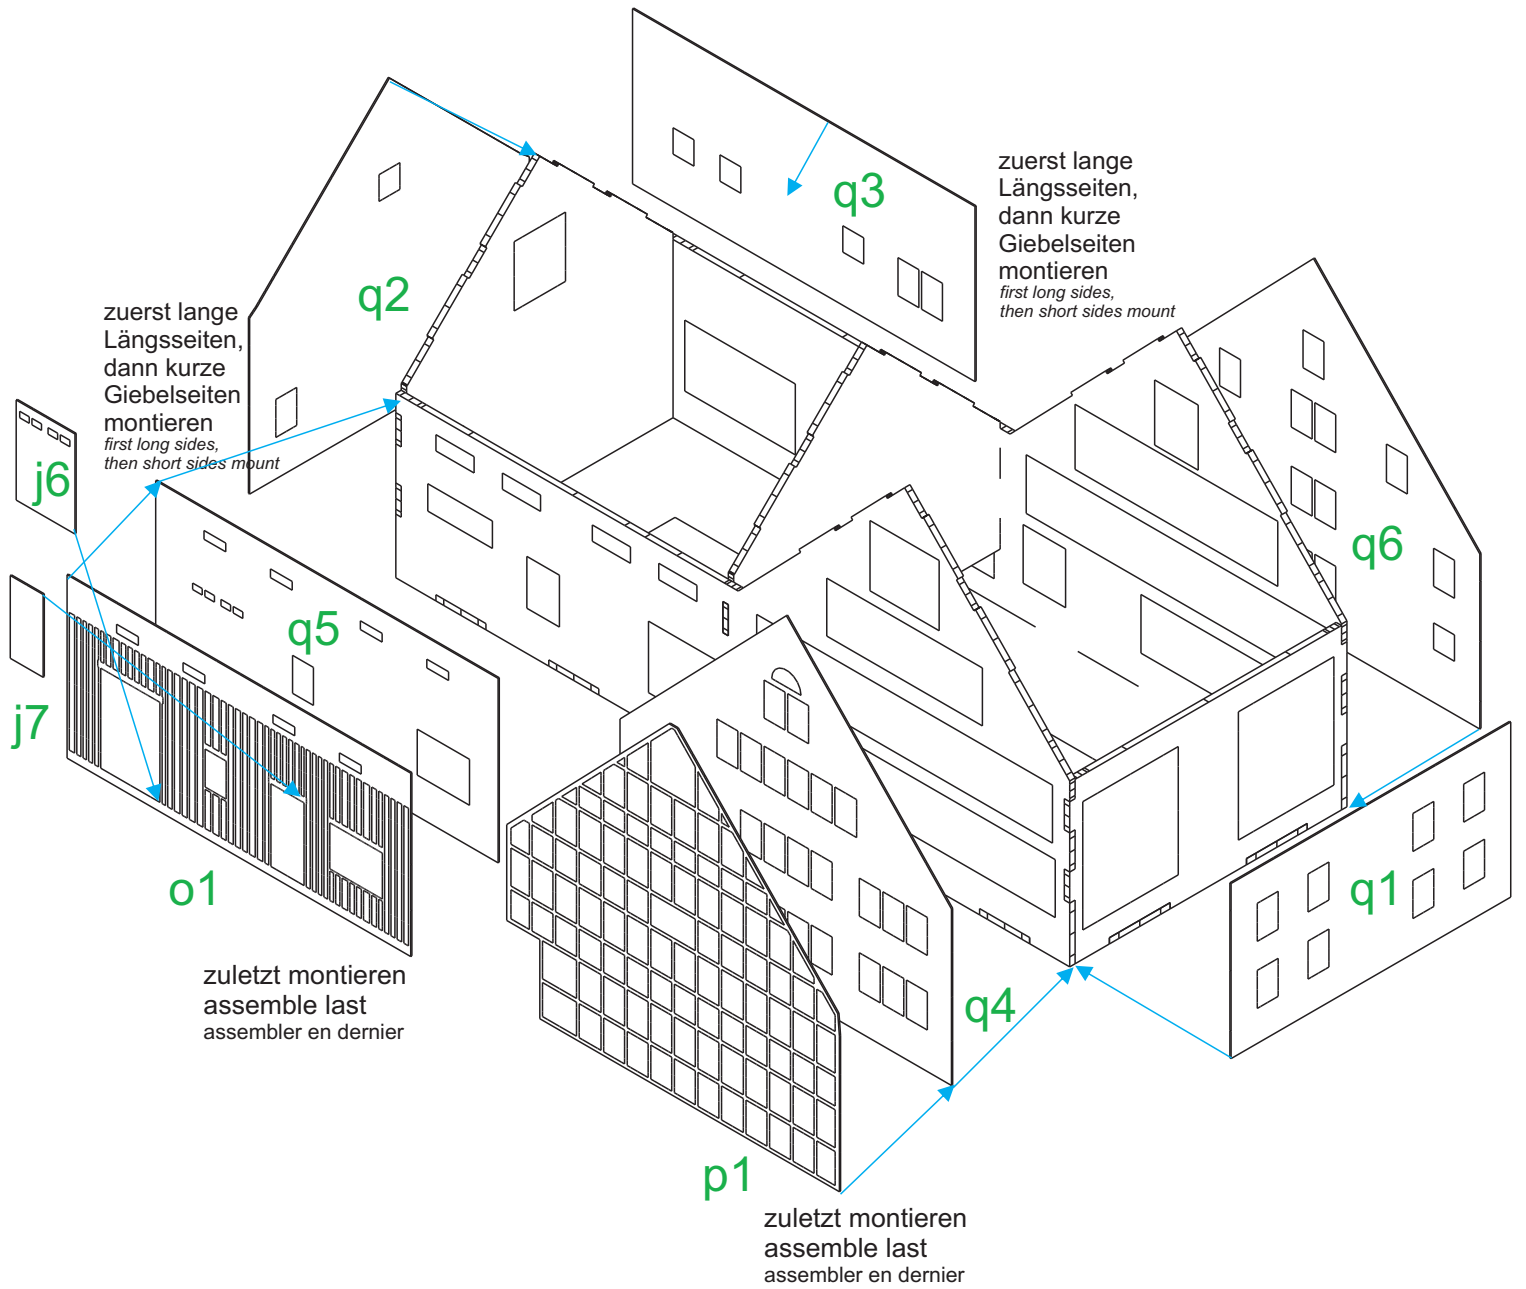 q3
zuerst lange
Längsseiten,
dann kurze
Giebelseiten
montieren
first long sides,
then short sides mount
q2
zuerst lange
Längsseiten,
dann kurze
Giebelseiten
montieren
first long sides,
then short sides mount
j6
q6
q5
j7
o1
q1
zuletzt montieren
assemble last
assembler en dernier
q4
p1
zuletzt montieren
assemble last
assembler en dernier